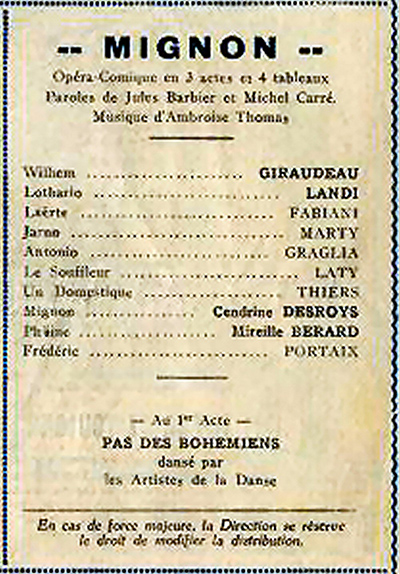 -- MIGNON --
Opéra-Comique en 3 actes et 4 tableaux
Paroles de Jules Barbier et Michel Carré.
Musique d'Ambroise Thomas
Wilhem ........................ GIRAUDEAU
Lothario ................................ LANDI
Laërte ............................. FABIANI
Jarno ................................ MARTY
Antonio .......................... GRAGLIA
Le Souffleur ........................ LATY
Un Domestique .................... THIERS
Mignon ................ Cendrine DESROYS
Philine .................. Mireille BERARD
Frédéric .......................... PORTAIX
— Au 1er Acte —
PAS DES BOHEMIENS
dansé par
les Artistes de la Danse
En cas de force majeure, la Direction se réserve
le droit de modifier la distribution.